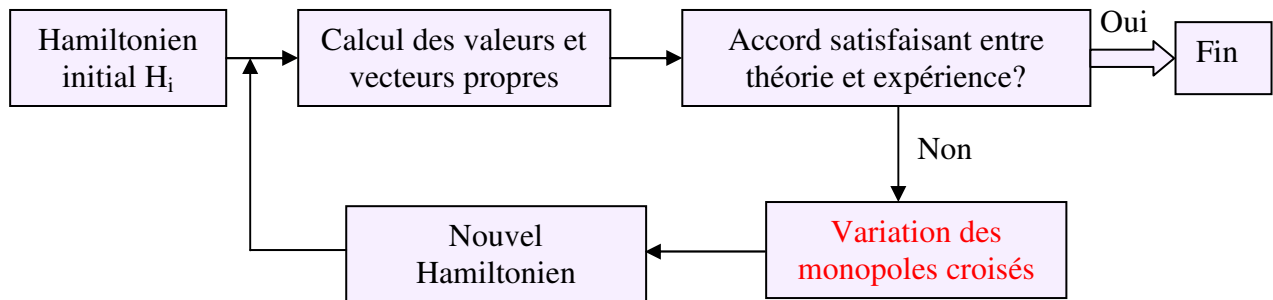 Hamiltonien
initial Hi
Calcul des valeurs et
vecteurs propres
Accord satisfaisant entre
théorie et expérience?
Oui
Fin
Non
Variation des
monopoles croisés
Nouvel
Hamiltonien